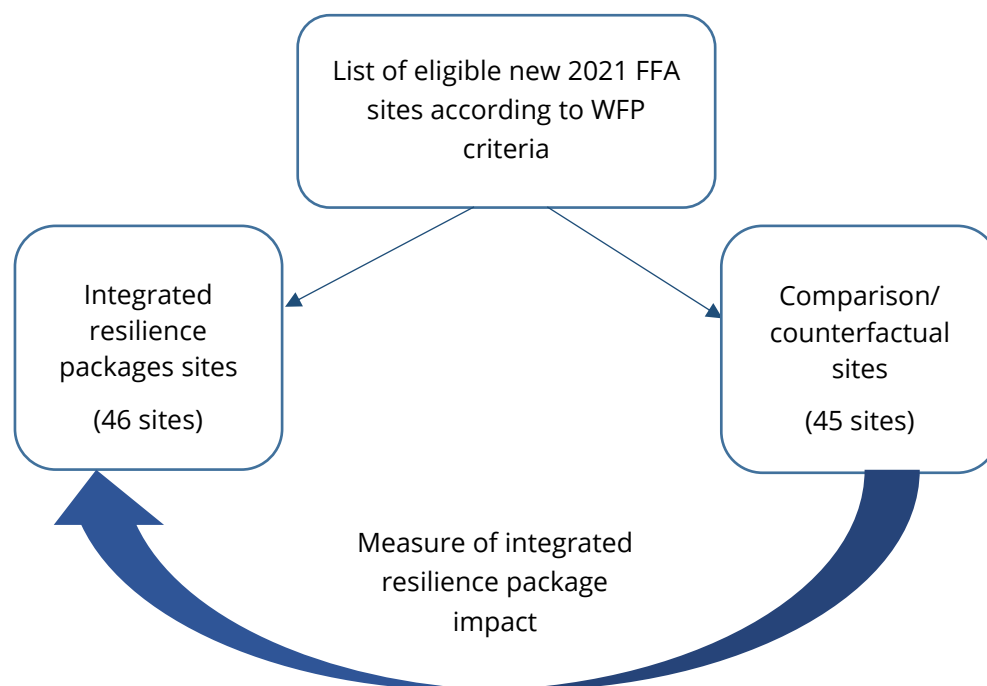 List of eligible new 2021 FFA
sites according to WFP
criteria
Integrated
resilience
packages sites
(46 sites)
Comparison/
counterfactual
sites
(45 sites)
Measure of integrated
resilience package
impact